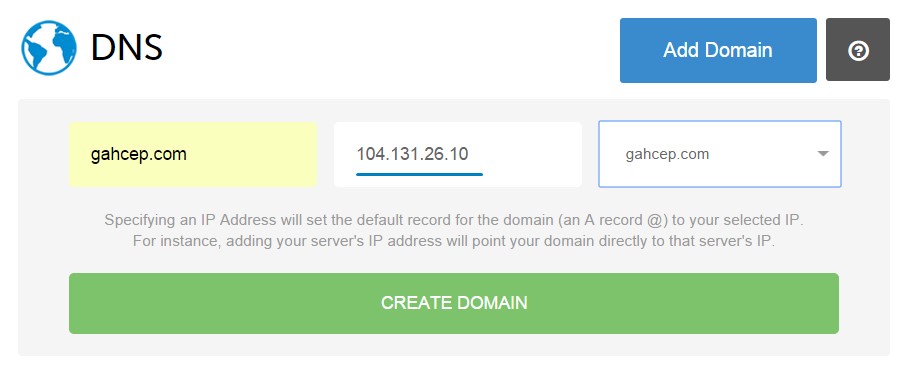 DNS
Add Domain
gahcep.com
104.131.26.10
gahcep.com
Specifying an IP Address will set the default record for the domain (an A record @) to your selected IP.
For instance, adding your server's IP address will point your domain directly to that server's IP.
CREATE DOMAIN